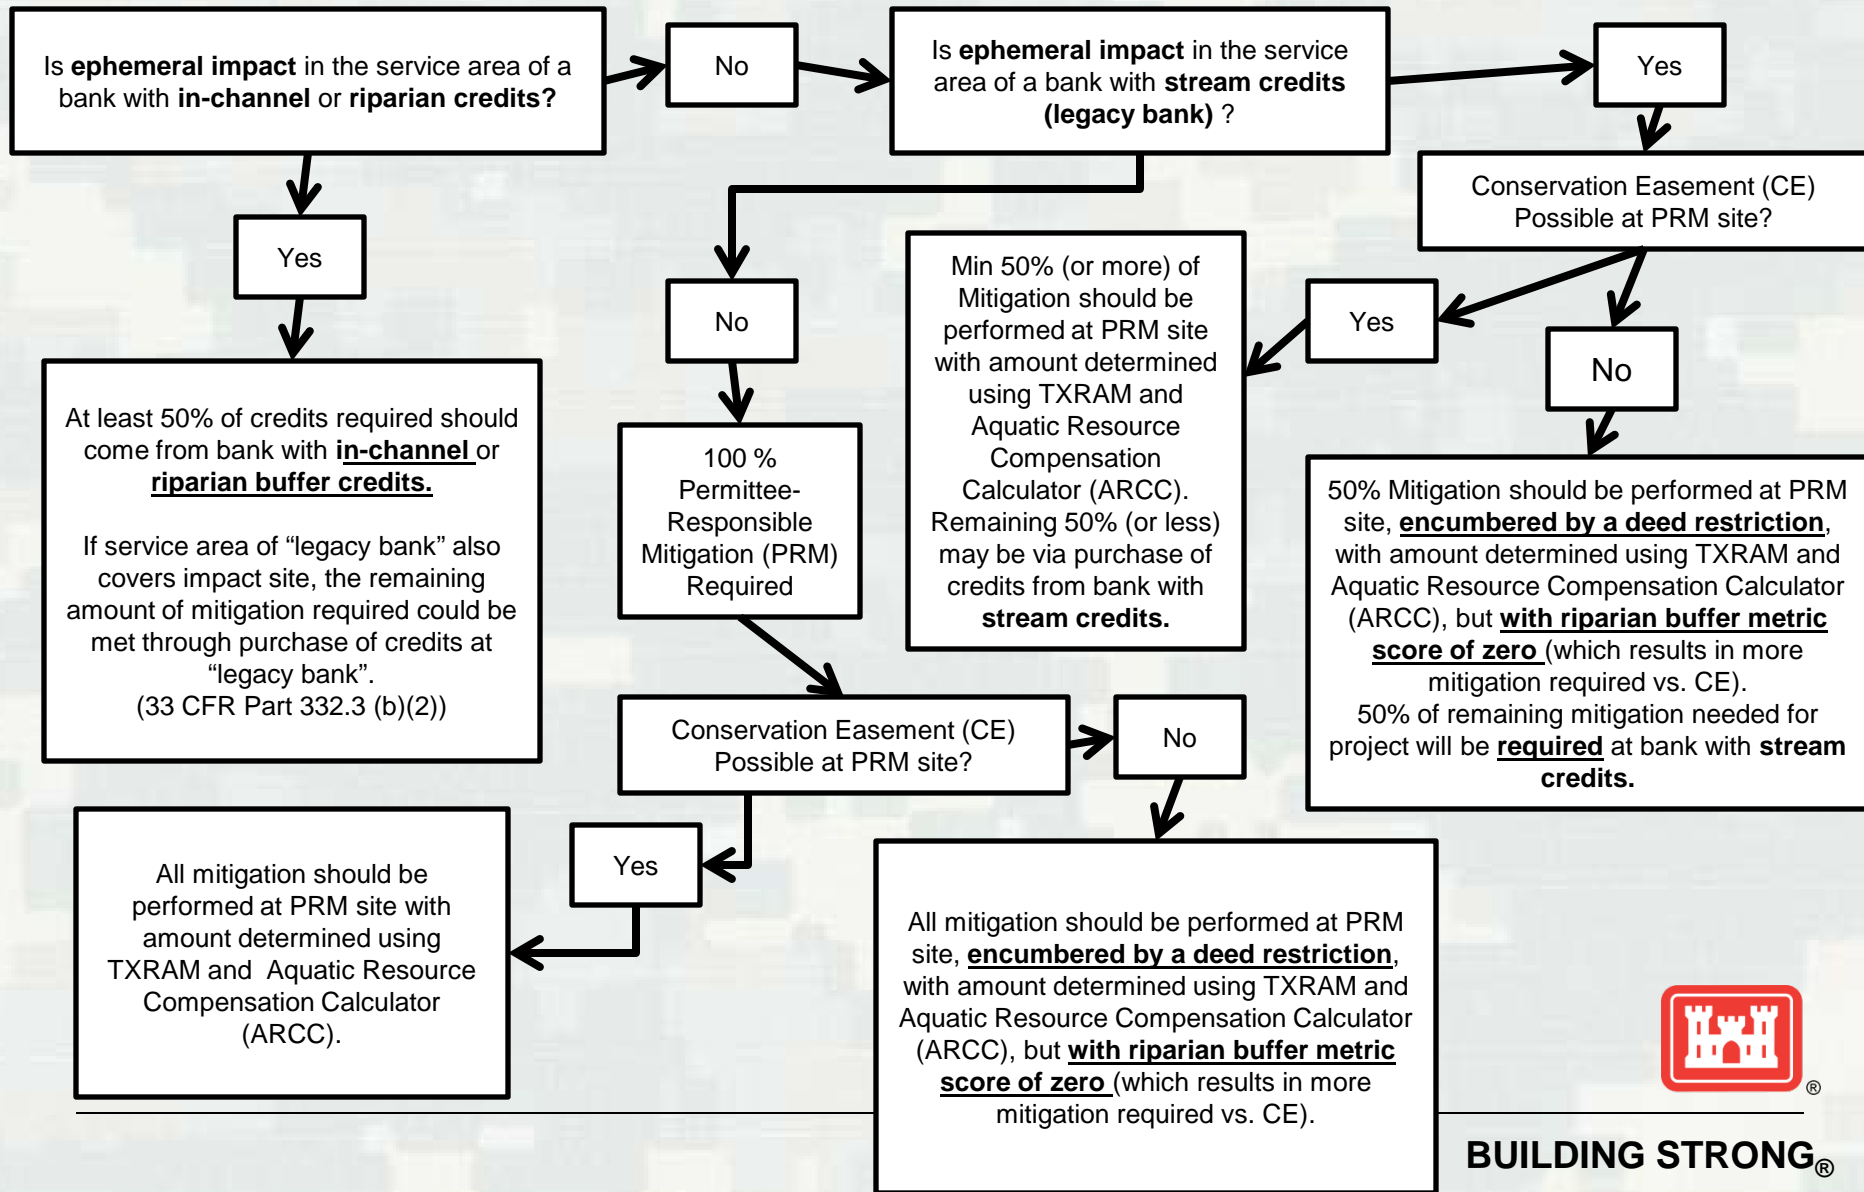 Is ephemeral impact in the service area of a
bank with in-channel or riparian credits?
No
Is ephemeral impact in the service
area of a bank with stream credits
(legacy bank) ?
Yes
Conservation Easement (CE)
Possible at PRM site?
Yes
No
Yes
No
Min 50% (or more) of
Mitigation should be
performed at PRM site
with amount determined
using TXRAM and
Aquatic Resource
Compensation
Calculator (ARCC).
Remaining 50% (or less)
may be via purchase of
credits from bank with
stream credits.
At least 50% of credits required should
come from bank with in-channel or
riparian buffer credits.
If service area of “legacy bank” also
covers impact site, the remaining
amount of mitigation required could be
met through purchase of credits at
“legacy bank”.
(33 CFR Part 332.3 (b)(2))
100 %
Permittee-
Responsible
Mitigation (PRM)
Required
50% Mitigation should be performed at PRM
site, encumbered by a deed restriction,
with amount determined using TXRAM and
Aquatic Resource Compensation Calculator
(ARCC), but with riparian buffer metric
score of zero (which results in more
mitigation required vs. CE).
50% of remaining mitigation needed for
project will be required at bank with stream
credits.
Conservation Easement (CE)
Possible at PRM site?
No
Yes
All mitigation should be
performed at PRM site with
amount determined using
TXRAM and Aquatic Resource
Compensation Calculator
(ARCC).
All mitigation should be performed at PRM
site, encumbered by a deed restriction,
with amount determined using TXRAM and
Aquatic Resource Compensation Calculator
(ARCC), but with riparian buffer metric
score of zero (which results in more
mitigation required vs. CE).
®
BUILDING STRONG®